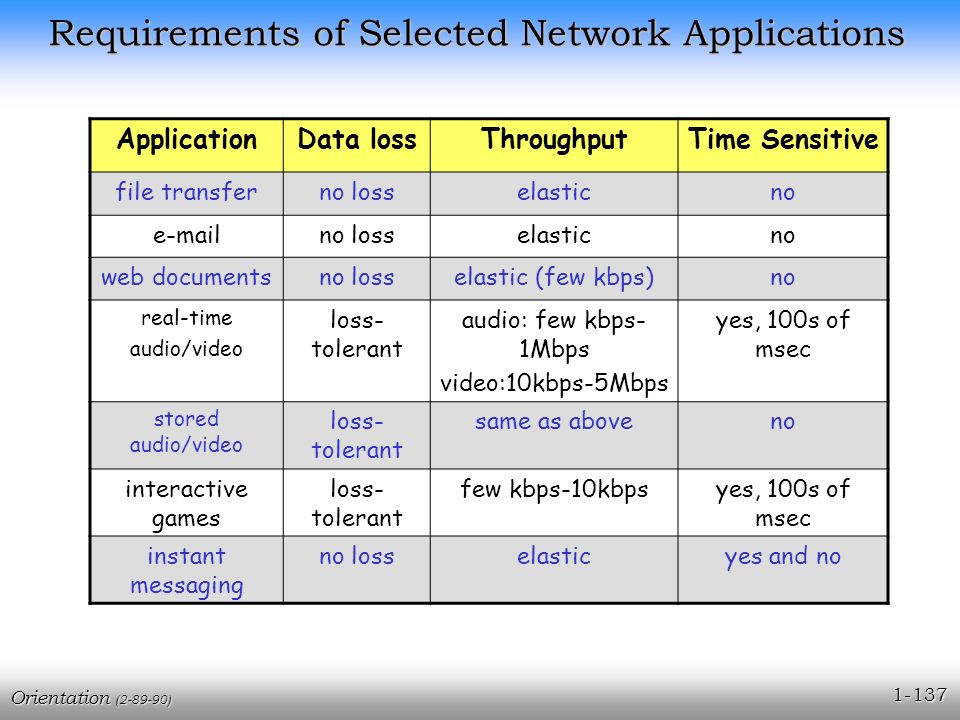 Requirements of Selected Network Applications
Application Data loss Throughput Time Sensitive
file transfer no loss elastic no
e-mail no loss elastic no
web documents no loss elastic (few kbps) no
real-time
audio/video
loss-
tolerant
audio: few kbps-
1Mbps
video:10kbps-5Mbps
yes, 100s of
msec
stored
audio/video
loss-
tolerant
same as above
no
interactive
games
loss-
tolerant
few kbps-10kbps
yes, 100s of
msec
instant
messaging
no loss
elastic
yes and no
Orientation (2-89-90)
1-137